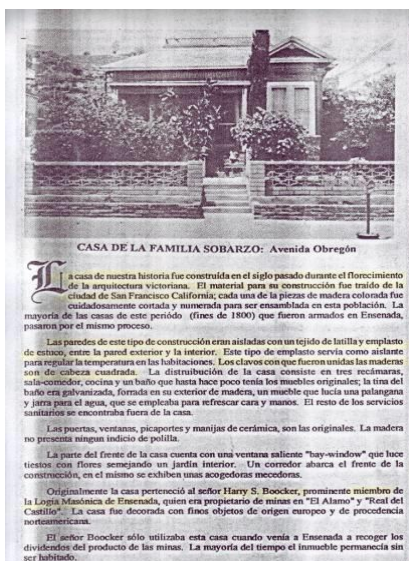 CASA DE LA FAMILIA SOBARZO: Avenida Obregón
La casa de nuestra historia fue construída en el siglo pasado durante el florecimiento
de la arquitectura victoriana. El material para su construcción fue traído de la
ciudad de San Francisco California; cada una de la piezas de madera colorada fue
cuidadosamente cortada y numerada para ser ensamblada en esta población. La
mayoría de las casas de este periódo (fines de 1800) que fueron armados en Ensenada,
pasaron por el mismo proceso.
Las paredes de este tipo de construcción eran aisladas con un tejido de latilla y emplasto
de estuco, entre la pared exterior y la interior. Este tipo de emplasto servía como aislante
para regular la temperatura en las habitaciones. Los clavos con que fueron unidas las maderas
son de cabeza cuadrada. La distribuición de la casa consiste en tres recámaras,
sala-comedor, cocina y un baño que hasta hace poco tenía los muebles originales; la tina del
baño era galvanizada, forrada en su exterior de madera, un mueble que lucía una palangana
y jarra para el agua, que se empleaba para refrescar cara y manos. El resto de los servicios
sanitarios se encontraba fuera de la casa.
Las puertas, ventanas, picaportes y manijas de cerámica, son las originales. La madera
no presenta ningun indicio de polilla.
La parte del frente de la casa cuenta con una ventana saliente "bay-window" que luce
tiestos con flores semejando un jardín interior. Un corredor abarca el frente de la
construcción, en el mismo se exhiben unas acogedoras mecedoras.
Originalmente la casa perteneció al señor Harry S. Boocker, prominente miembro de
la Logia Masónica de Ensenada, quien era propietario de minas en "El Alamo" y "Real del
Castillo". La casa fue decorada con finos objetos de origen europeo y de procedencia
norteamericana.
El señor Boocker sólo utilizaba esta casa cuando venía a Ensenada a recoger los
dividendos del producto de las minas. La mayoría del tiempo el inmueble permanecía sin
ser habitado.